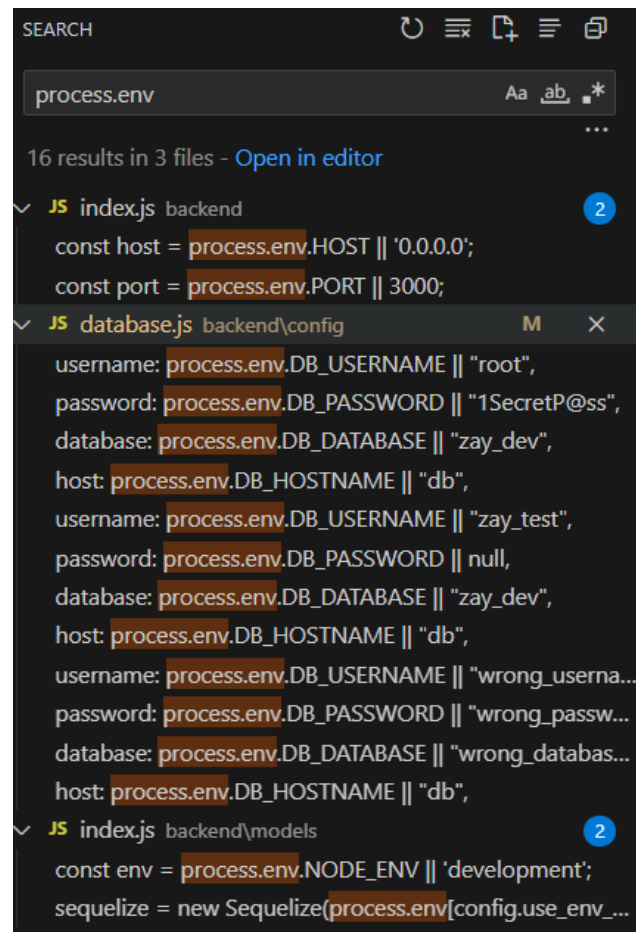 SEARCH
process.env
Aa ab, .*
...
16 results in 3 files - Open in editor
JS index.js backend 2
const host = process.env.HOST || '0.0.0.0';
const port = process.env.PORT || 3000;
JS database.js backend\config M
username: process.env.DB_USERNAME || "root",
password: process.env.DB_PASSWORD || "1SecretP@ss",
database: process.env.DB_DATABASE || "zay_dev",
host: process.env.DB_HOSTNAME || "db",
username: process.env.DB_USERNAME || "zay_test",
password: process.env.DB_PASSWORD || null,
database: process.env.DB_DATABASE || "zay_dev",
host: process.env.DB_HOSTNAME || "db",
username: process.env.DB_USERNAME || "wrong_userna...
password: process.env.DB_PASSWORD || "wrong_passw...
database: process.env.DB_DATABASE || "wrong_databas...
host: process.env.DB_HOSTNAME || "db",
JS index.js backend\models 2
const env = process.env.NODE_ENV || 'development';
sequelize = new Sequelize(process.env[config.use_env_...